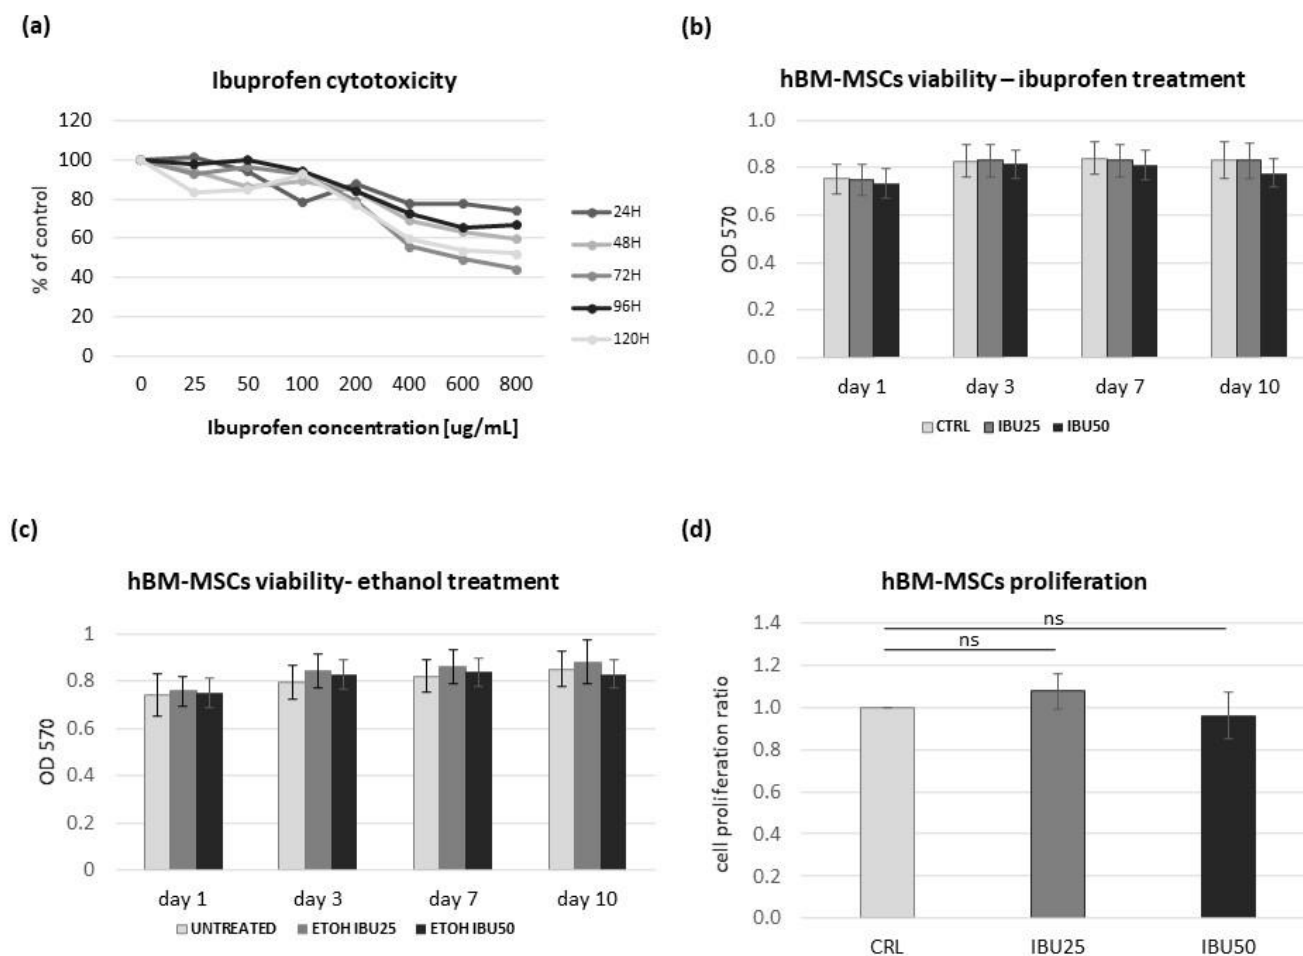 (a)
Ibuprofen cytotoxicity
120
100
80
60
40
20
0
% of control
0 25 50 100 200 400 600 800
Ibuprofen concentration [ug/mL]
24H
48H
72H
96H
120H
(b)
hBM-MSCs viability – ibuprofen treatment
1.0
0.8
0.6
0.4
0.2
0.0
OD 570
day 1 day 3 day 7 day 10
CTRL IBU25 IBU50
(c)
hBM-MSCs viability- ethanol treatment
1
0.8
0.6
0.4
0.2
0
OD 570
day 1 day 3 day 7 day 10
UNTREATED ETOH IBU25 ETOH IBU50
(d)
hBM-MSCs proliferation
1.4
1.2
1.0
0.8
0.6
0.4
0.2
0.0
cell proliferation ratio
ns
ns
CRL IBU25 IBU50